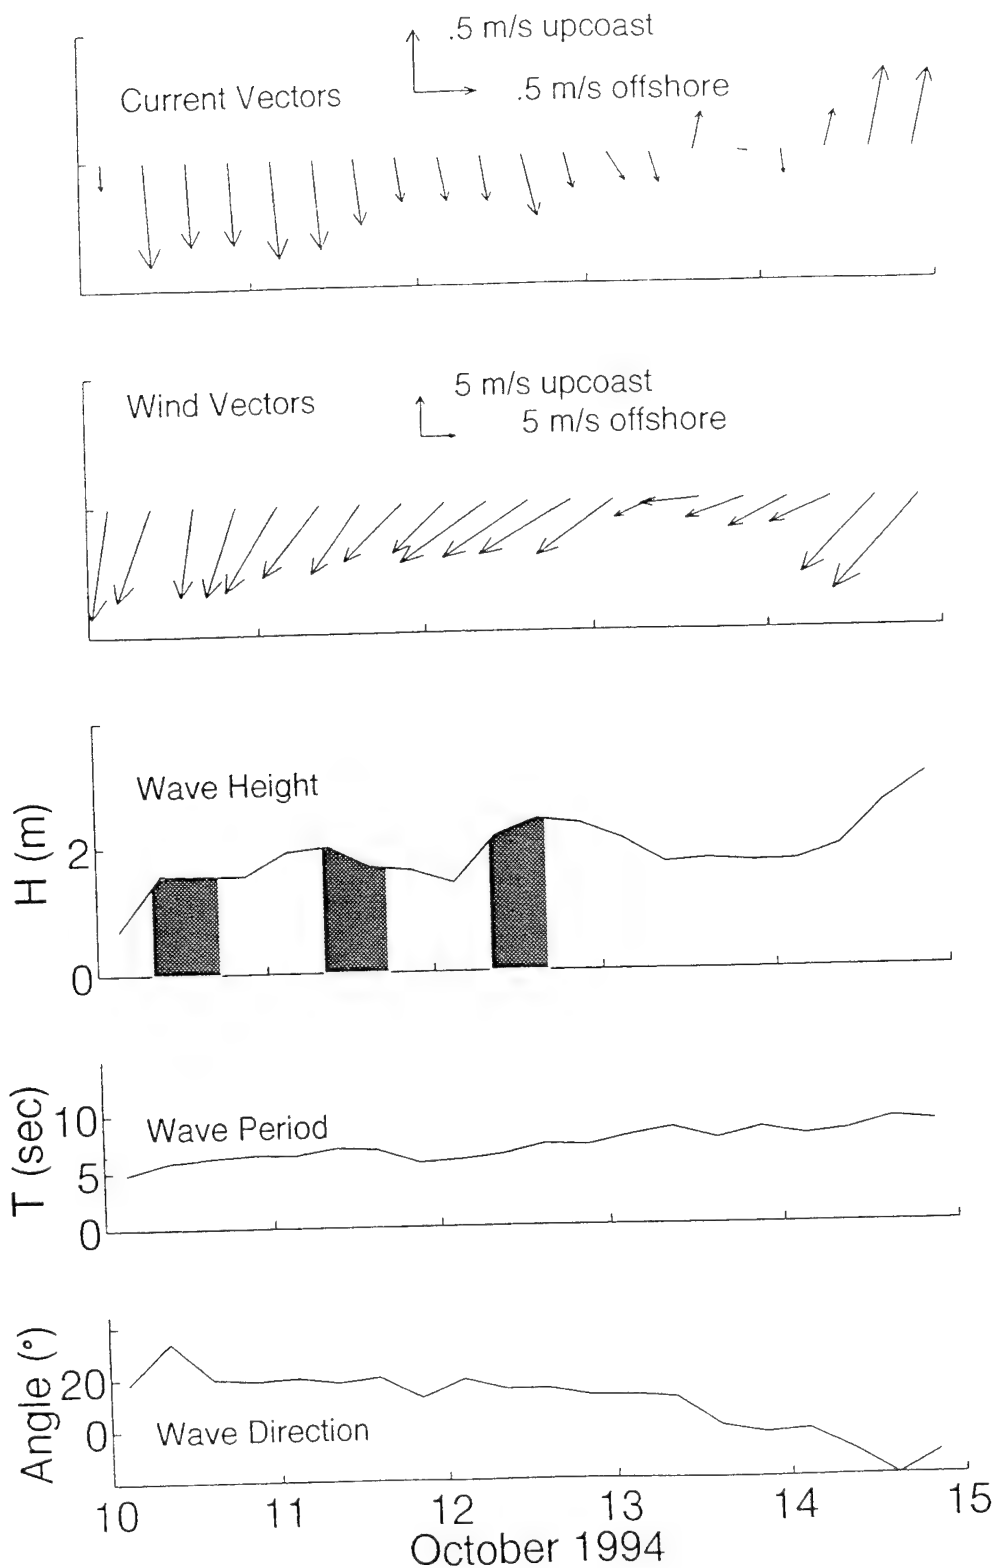 .5 m/s upcoast
.5 m/s offshore
Current Vectors
5 m/s upcoast
5 m/s offshore
Wind Vectors
Wave Height
H (m)
2
0
Wave Period
T (sec)
10
5
0
Wave Direction
Angle (°)
20
0
10 11 12 13 14 15
October 1994